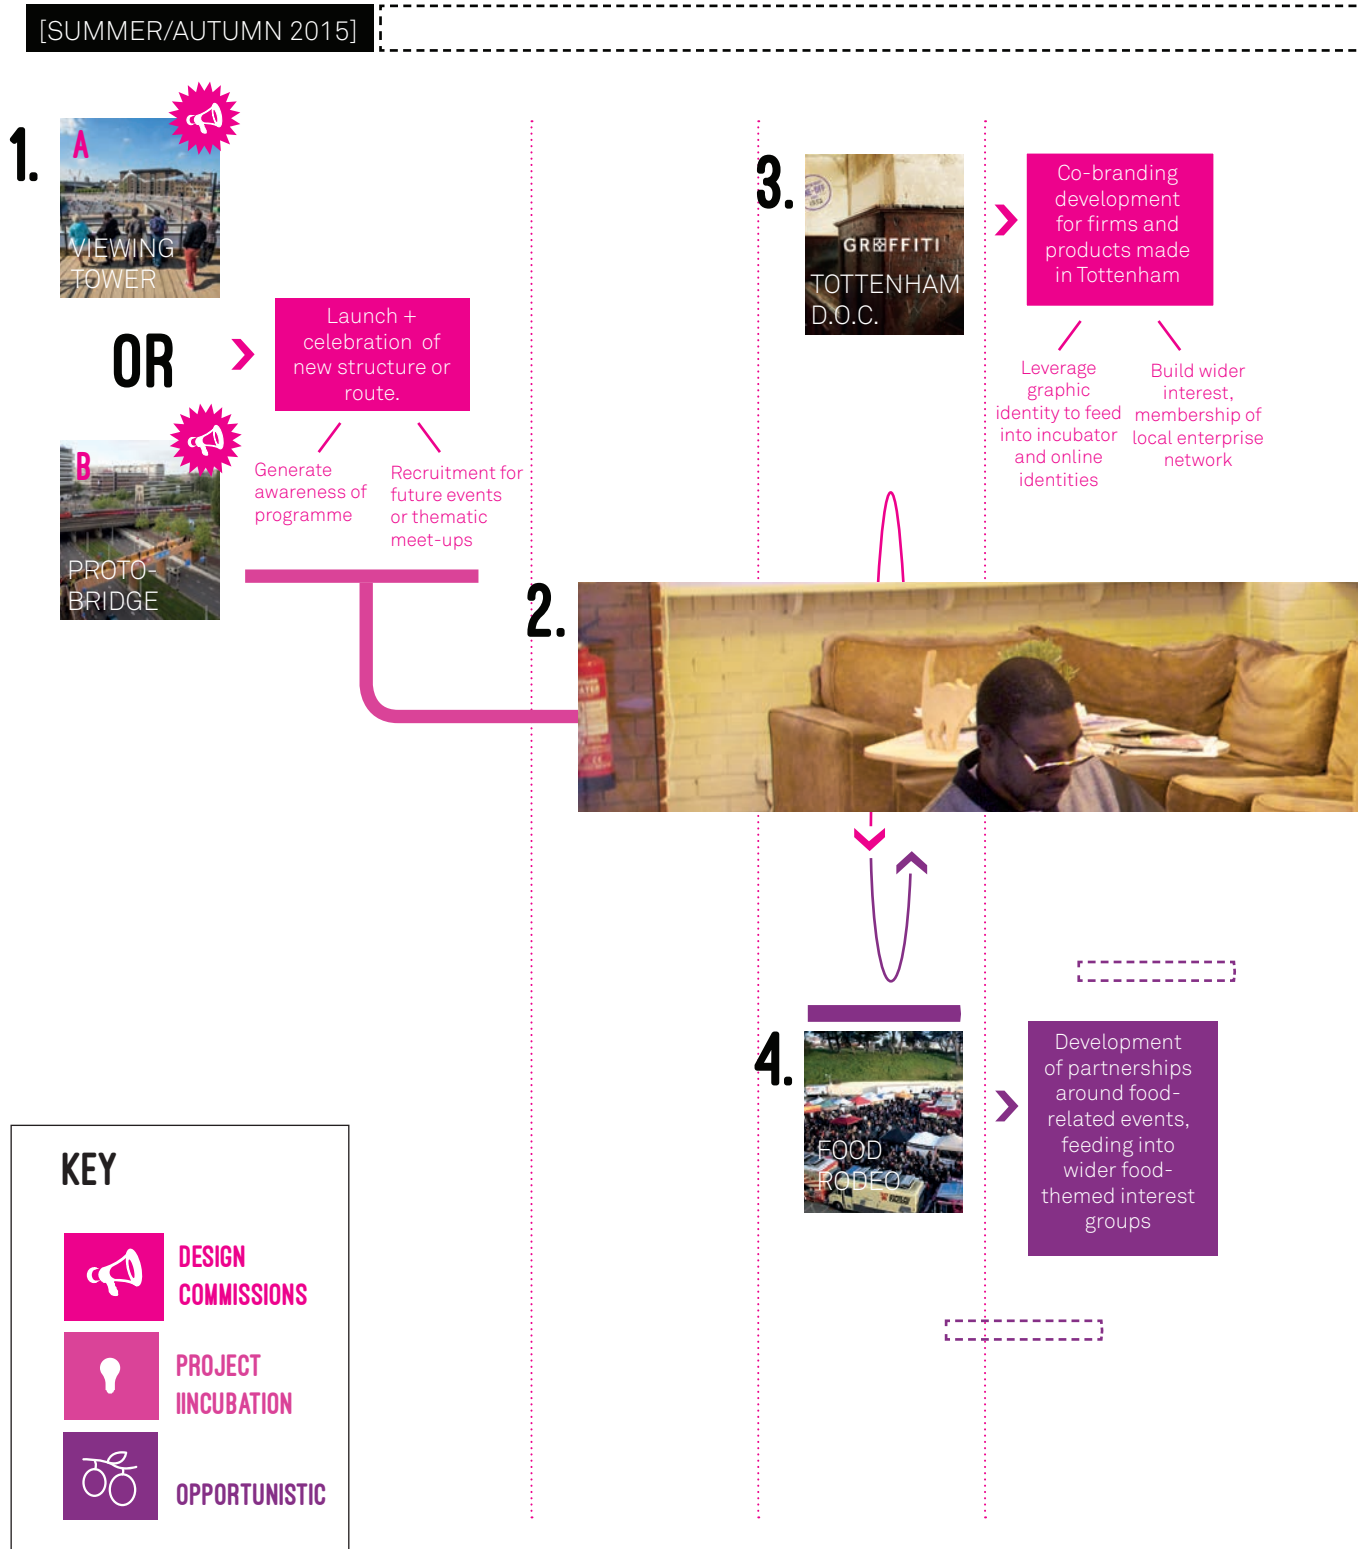 [SUMMER/AUTUMN 2015]
1.
A
VIEWING
TOWER
OR
B
PROTO-
BRIDGE
Launch +
celebration of
new structure or
route.
Generate
awareness of
programme
Recruitment for
future events
or thematic
meet-ups
2.
3.
GRAFFITI
TOTTENHAM
D.O.C.
Co-branding
development
for firms and
products made
in Tottenham
Leverage
graphic
identity to feed
into incubator
and online
identities
Build wider
interest,
membership of
local enterprise
network
4.
FOOD
RODEO
Development
of partnerships
around food-
related events,
feeding into
wider food-
themed interest
groups
KEY
DESIGN
COMMISSIONS
PROJECT
IINCUBATION
OPPORTUNISTIC